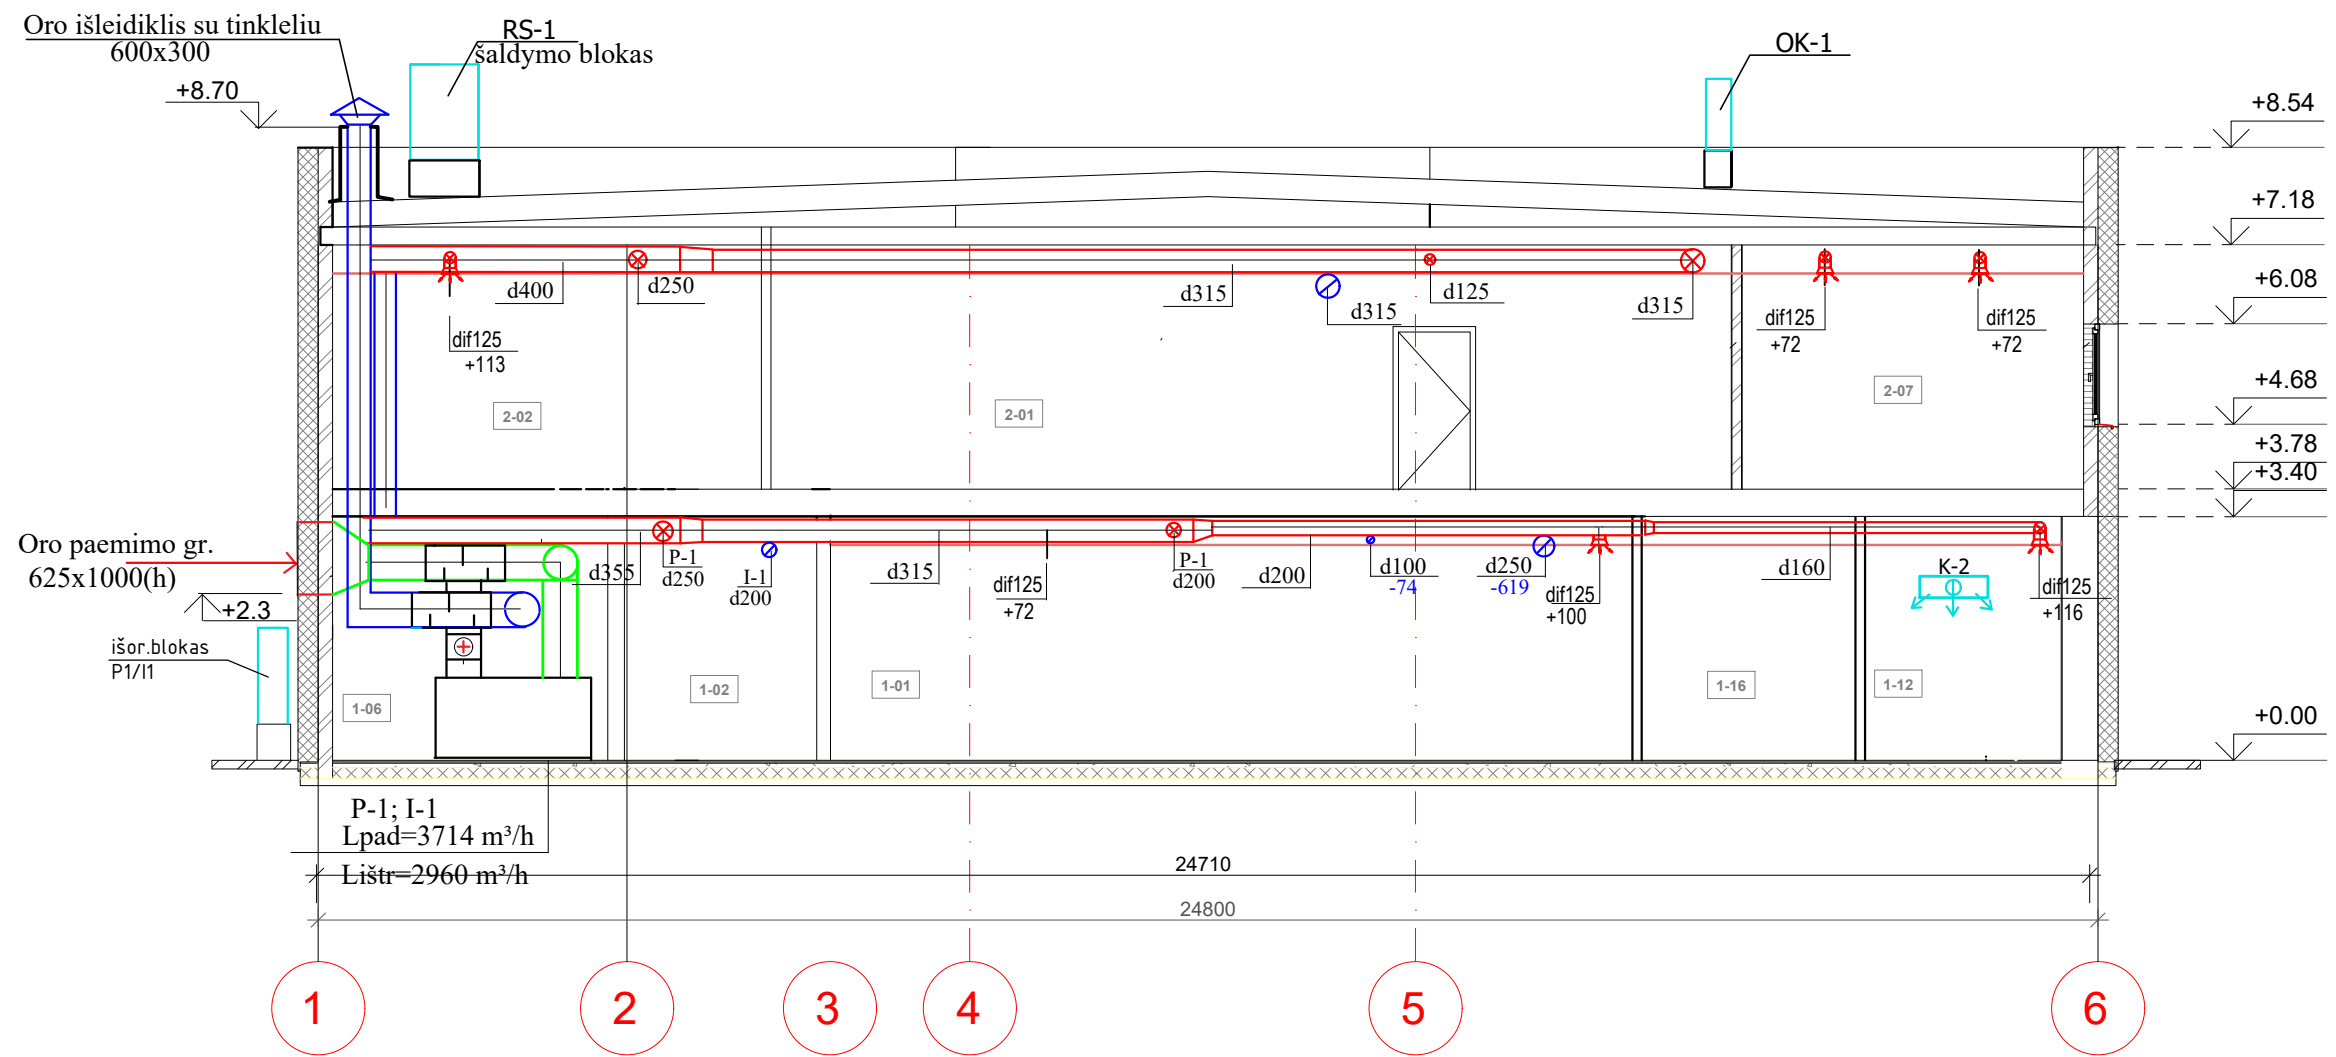 Oro išleidiklis su tinkleliu
600x300
RS-1
šaldymo blokas
OK-1
+8.70
+8.54
+7.18
+6.08
+4.68
+3.78
+3.40
+0.00
d400
d250
d315
d315
d125
d315
dif125
+113
dif125
+72
dif125
+72
2-02
2-01
2-07
Oro paemimo gr.
625x1000(h)
+2.3
išor.blokas
P1/I1
d355
P-1
d250
I-1
d200
d315
dif125
+72
P-1
d200
d200
d100
-74
d250
-619
dif125
+100
d160
K-2
dif125
+116
1-06
1-02
1-01
1-16
1-12
P-1; I-1
Lpad=3714 m³/h
Lištr=2960 m³/h
24710
24800
1
2
3
4
5
6